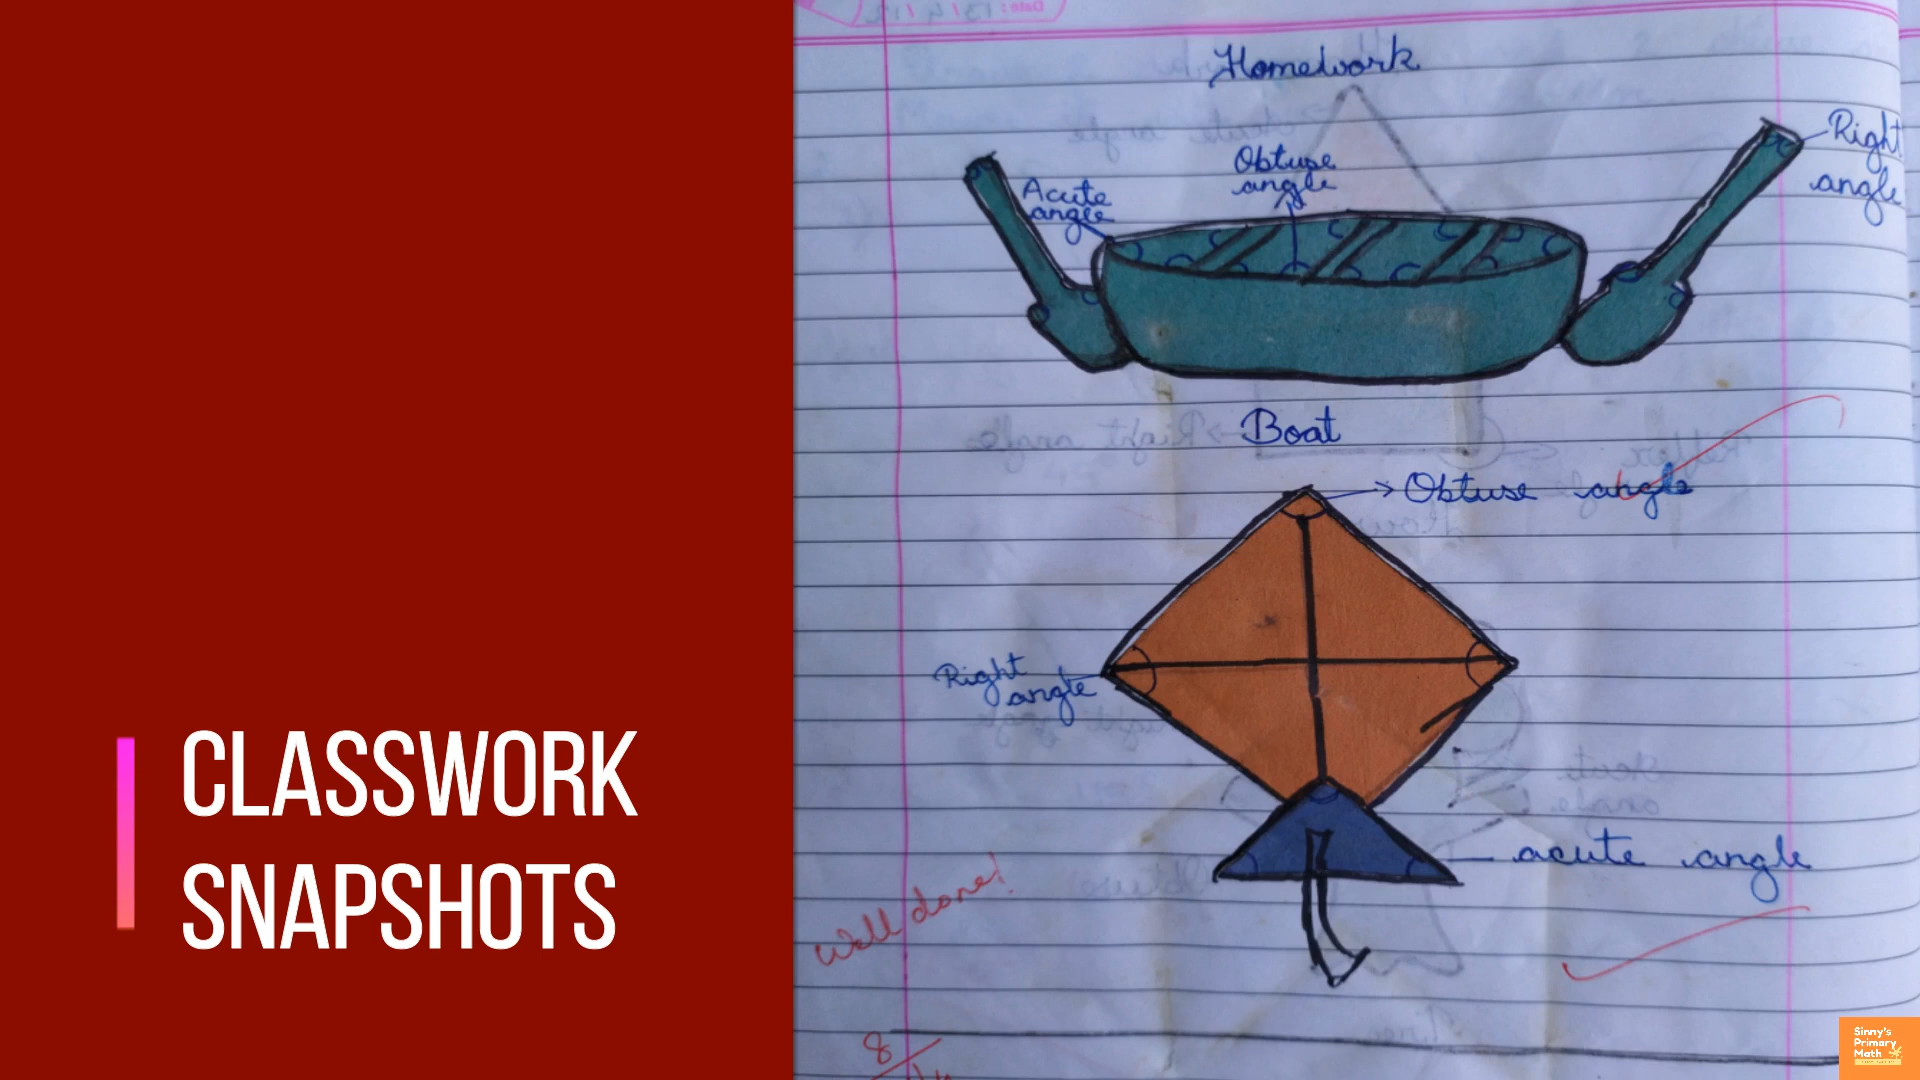 CLASSWORK
SNAPSHOTS
Homework
Acute
angle
Obtuse
angle
Right
angle
Boat
Obtuse angle
Right
angle
acute angle
Well done!
8
Sinny's
Primary
Math